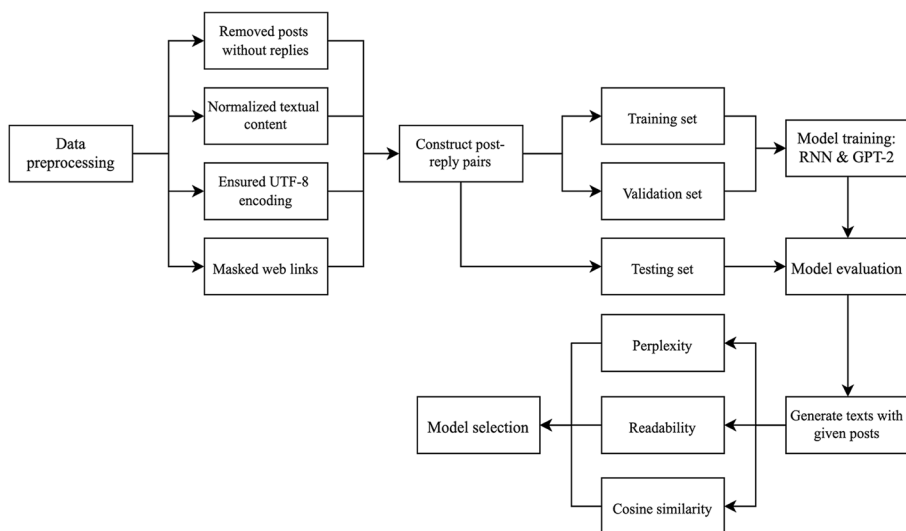 Data
preprocessing
Removed posts
without replies
Normalized textual
content
Ensured UTF-8
encoding
Masked web links
Construct post-
reply pairs
Training set
Validation set
Testing set
Model training:
RNN & GPT-2
Model evaluation
Generate texts with
given posts
Perplexity
Readability
Cosine similarity
Model selection